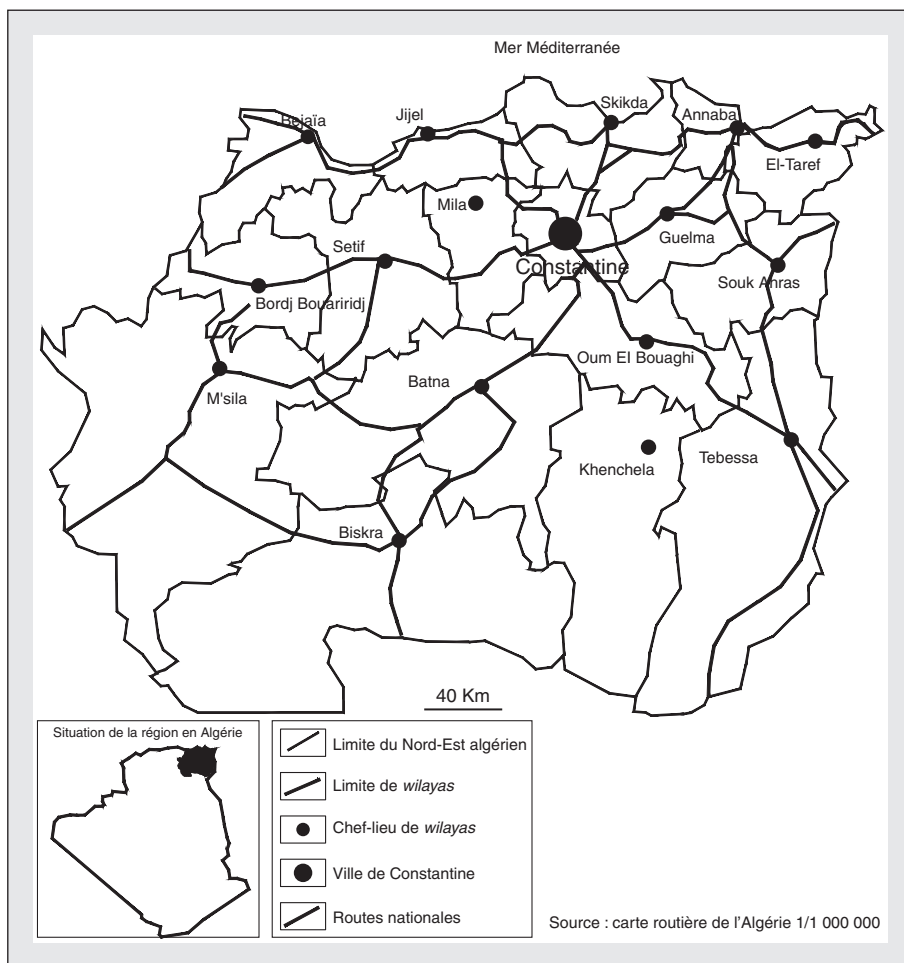 Mer Méditerranée
Skikda
Jijel
Annaba
Bejaïa
El-Taref
Mila
Guelma
Setif
Constantine
Souk Ahras
Bordj Bouariridj
Oum El Bouaghi
Batna
M'sila
Tebessa
Khenchela
Biskra
40 Km
Situation de la région en Algérie
Limite du Nord-Est algérien
Limite de wilayas
Chef-lieu de wilayas
Ville de Constantine
Routes nationales
Source : carte routière de l'Algérie 1/1 000 000